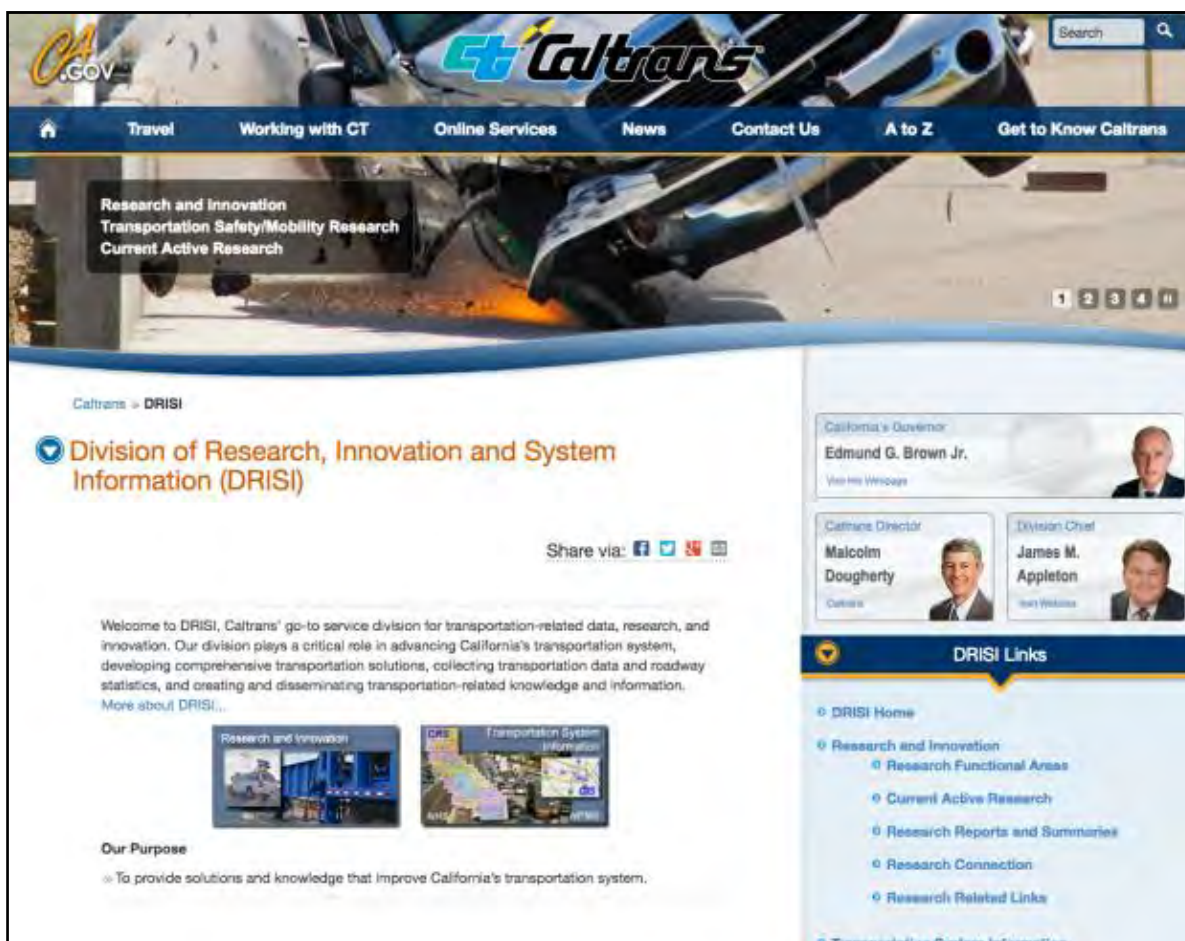 CA
.GOV
Ct Caltrans
Search
Travel
Working with CT
Online Services
News
Contact Us
A to Z
Get to Know Caltrans
Research and Innovation
Transportation Safety/Mobility Research
Current Active Research
1 2 3 4
Caltrans » DRISI
Division of Research, Innovation and System
Information (DRISI)
Share via:
Welcome to DRISI, Caltrans' go-to service division for transportation-related data, research, and
innovation. Our division plays a critical role in advancing California's transportation system,
developing comprehensive transportation solutions, collecting transportation data and roadway
statistics, and creating and disseminating transportation-related knowledge and information.
More about DRISI...
Research and Innovation
CRS
Transportation System
Information
Our Purpose
» To provide solutions and knowledge that improve California's transportation system.
California's Governor
Edmund G. Brown Jr.
Visit His Webpage
Caltrans Director
Malcolm
Dougherty
Caltrans
Division Chief
James M.
Appleton
Visit Website
DRISI Links
DRISI Home
Research and Innovation
Research Functional Areas
Current Active Research
Research Reports and Summaries
Research Connection
Research Related Links
Transportation System Information